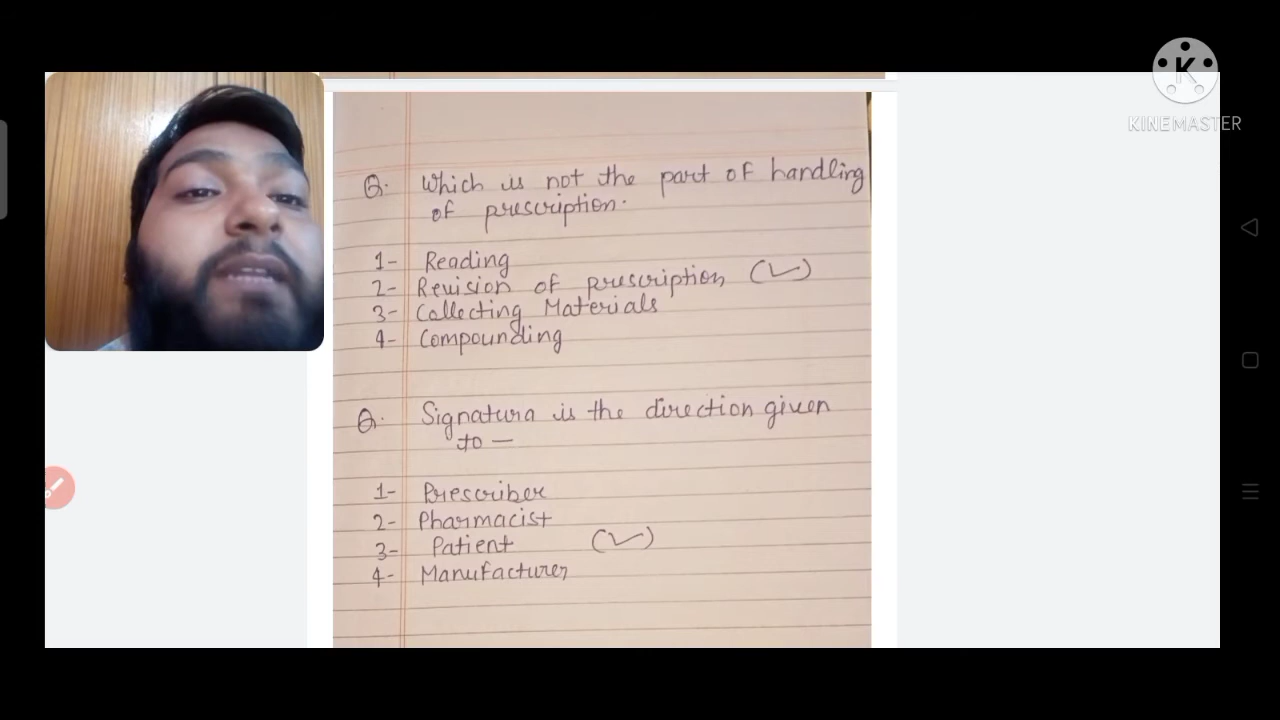 KINEMASTER
Q. Which is not the part of handling
of prescription.
1- Reading
2- Revision of prescription (✓)
3- Collecting Materials
4- Compounding
Q. Signatura is the direction given
to —
1- Prescriber
2- Pharmacist
3- Patient (✓)
4- Manufacturer